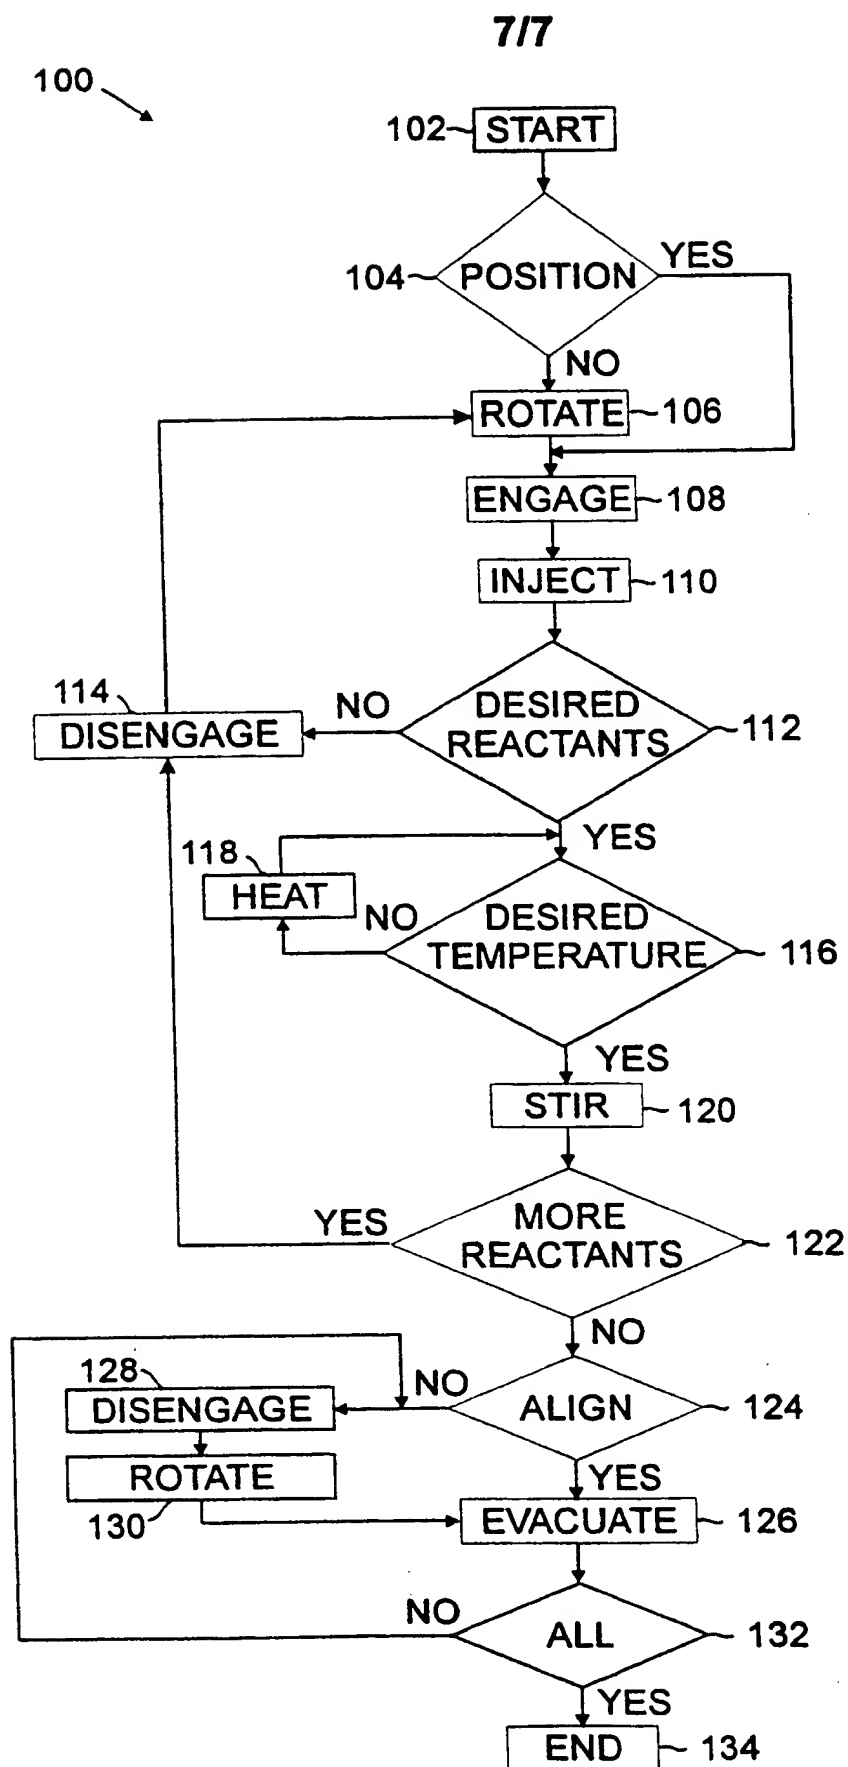 7/7
100
102 START
104 POSITION YES
NO
ROTATE 106
ENGAGE 108
INJECT 110
114 NO DESIRED
DISENGAGE REACTANTS 112
YES
118
HEAT NO DESIRED
TEMPERATURE 116
YES
STIR 120
YES MORE
REACTANTS 122
NO
128 NO
DISENGAGE ALIGN 124
ROTATE YES
130 EVACUATE 126
NO
ALL 132
YES
END 134